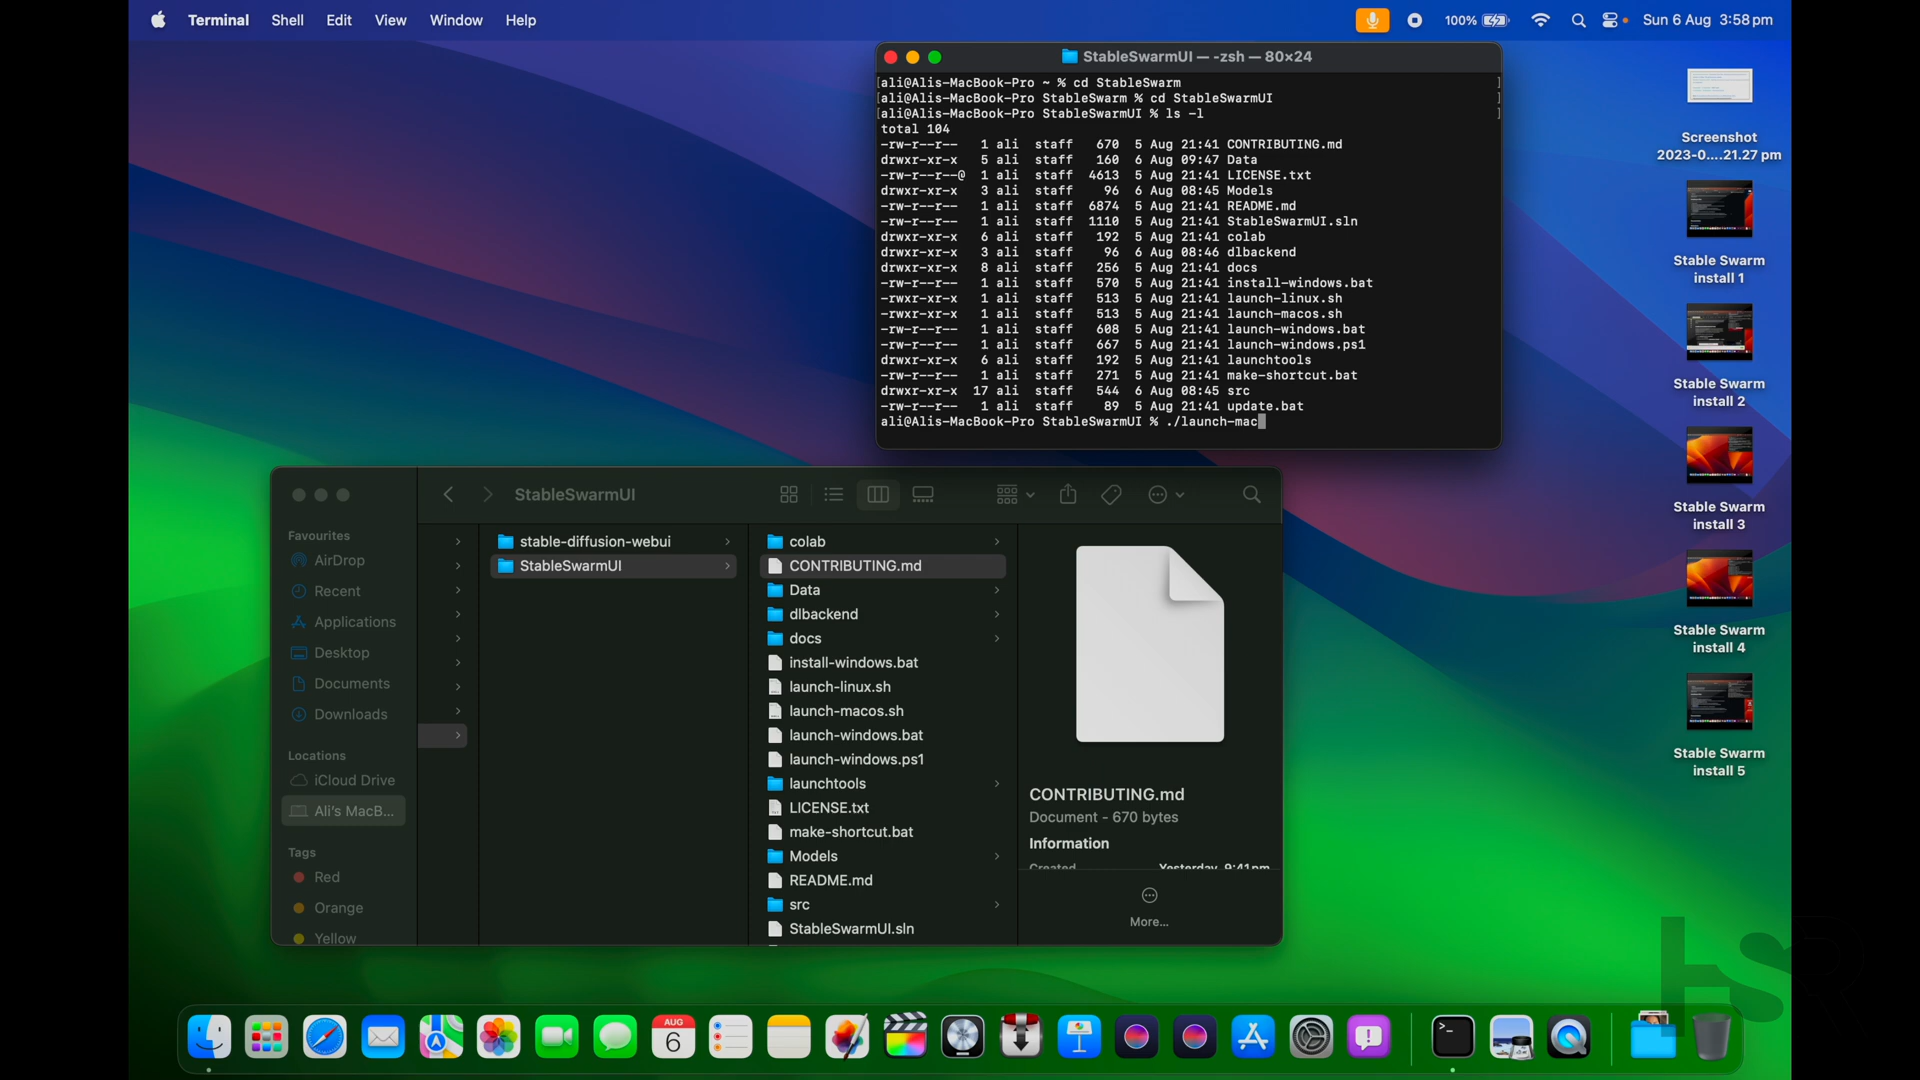 Terminal Shell Edit View Window Help
100% Sun 6 Aug 3:58pm
StableSwarmUI — -zsh — 80×24
[ali@Alis-MacBook-Pro ~ % cd StableSwarm ]
[ali@Alis-MacBook-Pro StableSwarm % cd StableSwarmUI ]
[ali@Alis-MacBook-Pro StableSwarmUI % ls -l ]
total 104
-rw-r--r-- 1 ali staff 670 5 Aug 21:41 CONTRIBUTING.md
drwxr-xr-x 5 ali staff 160 6 Aug 09:47 Data
-rw-r--r--@ 1 ali staff 4613 5 Aug 21:41 LICENSE.txt
drwxr-xr-x 3 ali staff 96 6 Aug 08:45 Models
-rw-r--r-- 1 ali staff 6874 5 Aug 21:41 README.md
-rw-r--r-- 1 ali staff 1110 5 Aug 21:41 StableSwarmUI.sln
drwxr-xr-x 6 ali staff 192 5 Aug 21:41 colab
drwxr-xr-x 3 ali staff 96 6 Aug 08:46 dlbackend
drwxr-xr-x 8 ali staff 256 5 Aug 21:41 docs
-rw-r--r-- 1 ali staff 570 5 Aug 21:41 install-windows.bat
-rwxr-xr-x 1 ali staff 513 5 Aug 21:41 launch-linux.sh
-rwxr-xr-x 1 ali staff 513 5 Aug 21:41 launch-macos.sh
-rw-r--r-- 1 ali staff 608 5 Aug 21:41 launch-windows.bat
-rw-r--r-- 1 ali staff 667 5 Aug 21:41 launch-windows.ps1
drwxr-xr-x 6 ali staff 192 5 Aug 21:41 launchtools
-rw-r--r-- 1 ali staff 271 5 Aug 21:41 make-shortcut.bat
drwxr-xr-x 17 ali staff 544 6 Aug 08:45 src
-rw-r--r-- 1 ali staff 89 5 Aug 21:41 update.bat
ali@Alis-MacBook-Pro StableSwarmUI % ./launch-mac
Screenshot
2023-0....21.27 pm
Stable Swarm
install 1
Stable Swarm
install 2
Stable Swarm
install 3
Stable Swarm
install 4
Stable Swarm
install 5
StableSwarmUI
Favourites
AirDrop
Recent
Applications
Desktop
Documents
Downloads
Locations
iCloud Drive
Ali's MacB...
Tags
Red
Orange
Yellow
stable-diffusion-webui
StableSwarmUI
colab
CONTRIBUTING.md
Data
dlbackend
docs
install-windows.bat
launch-linux.sh
launch-macos.sh
launch-windows.bat
launch-windows.ps1
launchtools
LICENSE.txt
make-shortcut.bat
Models
README.md
src
StableSwarmUI.sln
CONTRIBUTING.md
Document - 670 bytes
Information
Created Yesterday, 9:41pm
More...
AUG
6
HSR